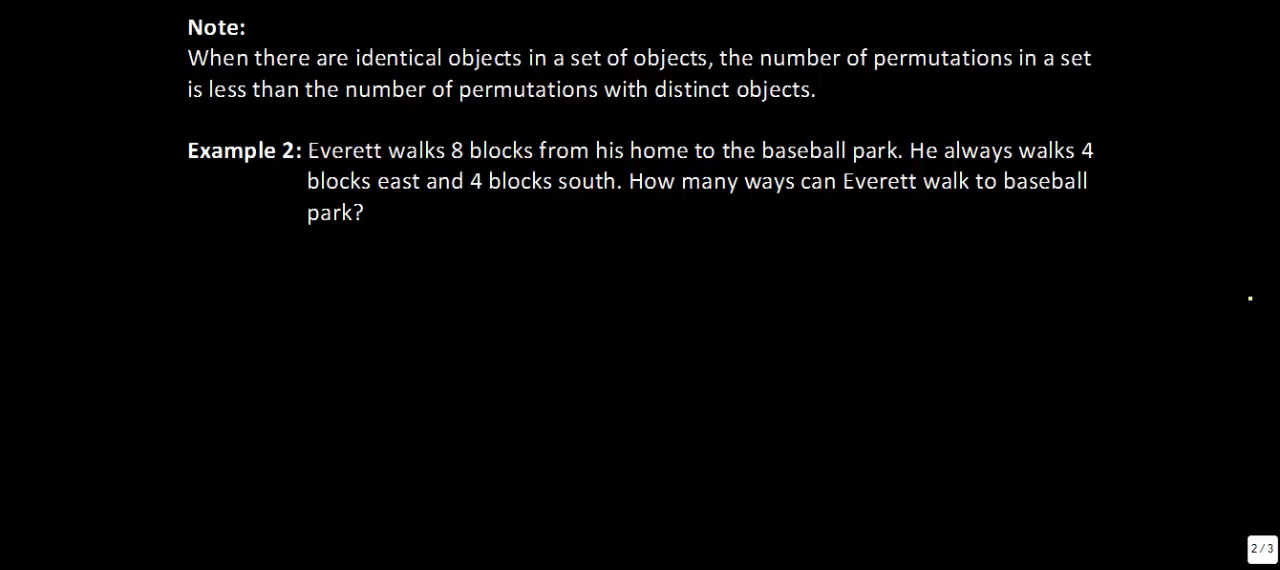 Note:
When there are identical objects in a set of objects, the number of permutations in a set
is less than the number of permutations with distinct objects.
Example 2: Everett walks 8 blocks from his home to the baseball park. He always walks 4
blocks east and 4 blocks south. How many ways can Everett walk to baseball
park?
2 / 3